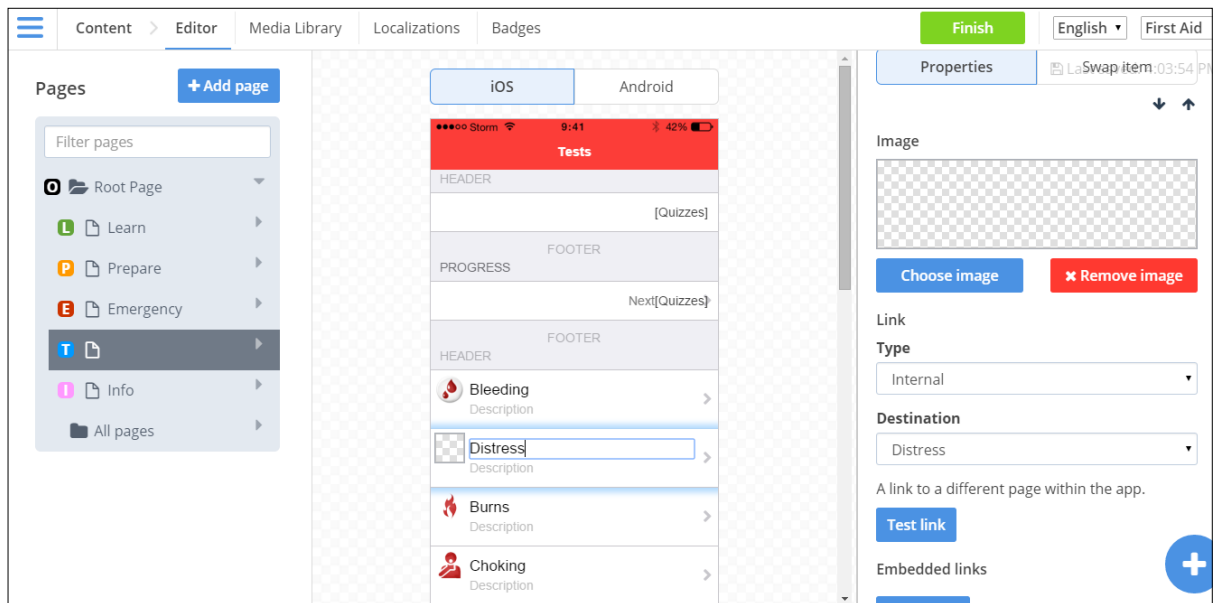 Content > Editor Media Library Localizations Badges Finish English First Aid
Pages
+ Add page
Filter pages
O Root Page
L Learn
P Prepare
E Emergency
T
I Info
All pages
iOS Android
Storm 9:41 42%
Tests
HEADER
[Quizzes]
FOOTER
PROGRESS
Next[Quizzes]
FOOTER
HEADER
Bleeding
Description
Distress
Description
Burns
Description
Choking
Description
Properties Swap item :03:54 PM
Image
Choose image
Remove image
Link
Type
Internal
Destination
Distress
A link to a different page within the app.
Test link
Embedded links